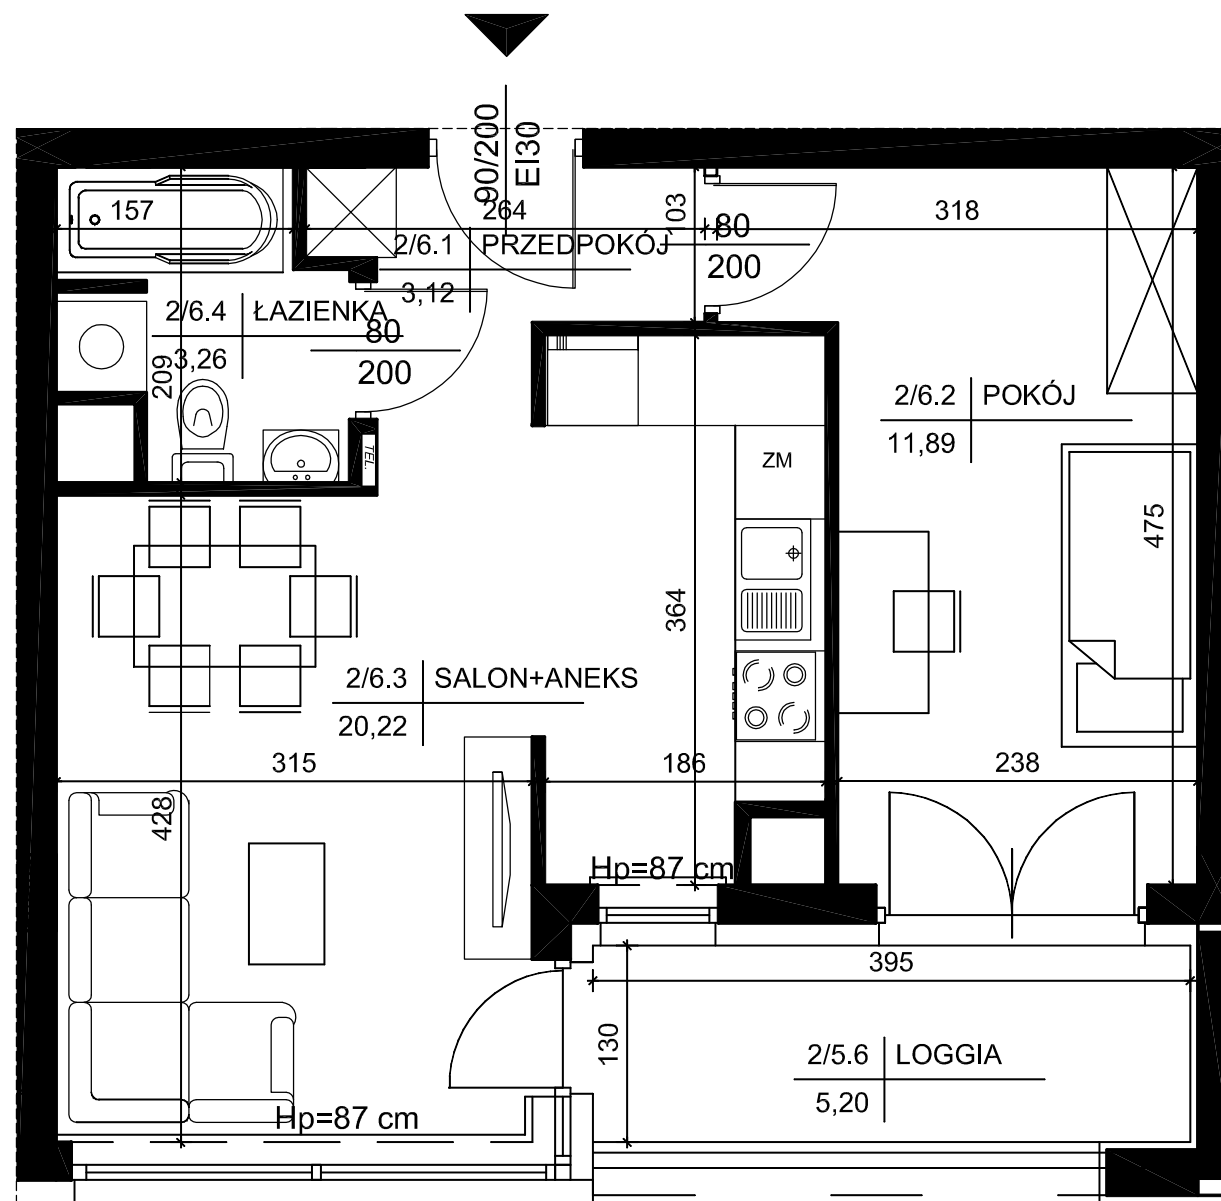 90/200
EI30
157
264
103
318
80
200
2/6.1 PRZEDPOKÓJ
3,12
2/6.4 ŁAZIENKA
3,26
209
80
200
2/6.2 POKÓJ
11,89
TEL.
ZM
475
364
2/6.3 SALON+ANEKS
20,22
315
186
238
428
Hp=87 cm
395
130
2/5.6 LOGGIA
5,20
Hp=87 cm